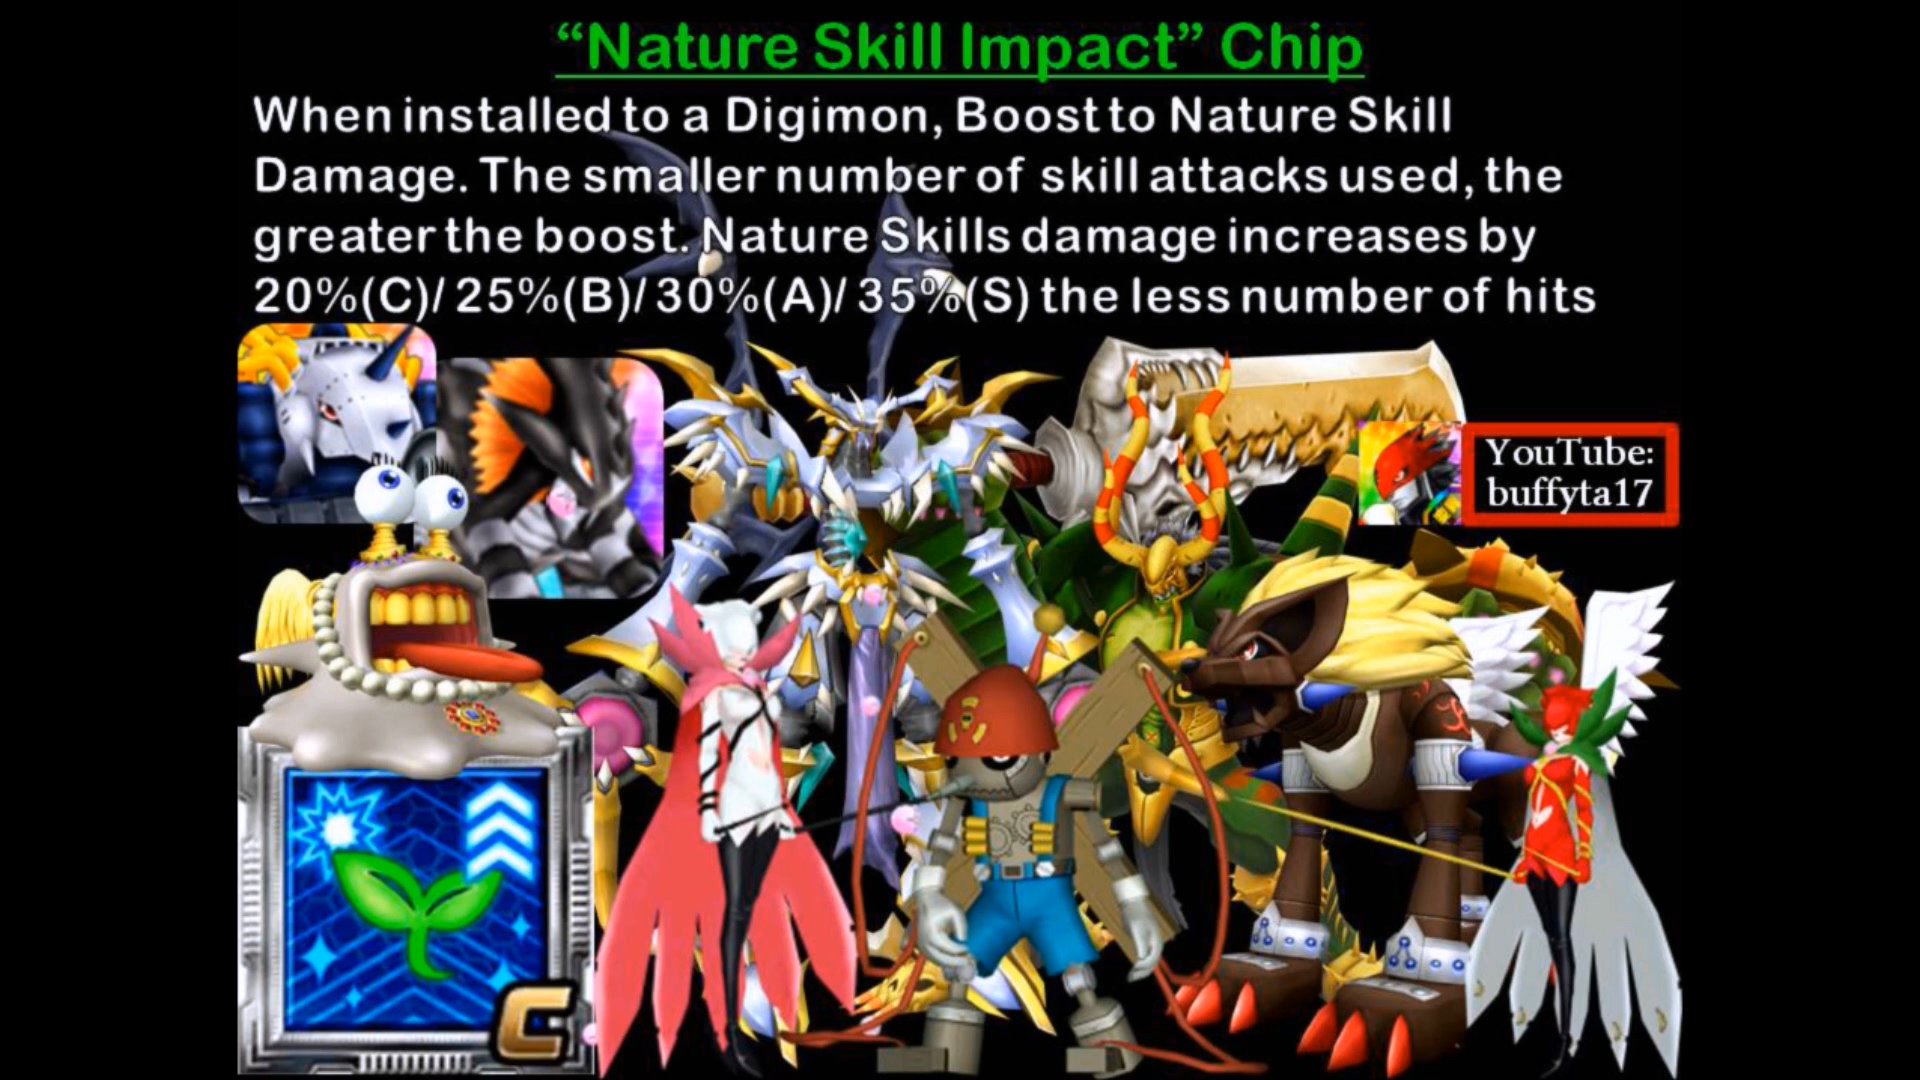 “Nature Skill Impact” Chip
When installed to a Digimon, Boost to Nature Skill
Damage. The smaller number of skill attacks used, the
greater the boost. Nature Skills damage increases by
20%(C)/ 25%(B)/ 30%(A)/ 35%(S) the less number of hits
YouTube:
buffyta17
C